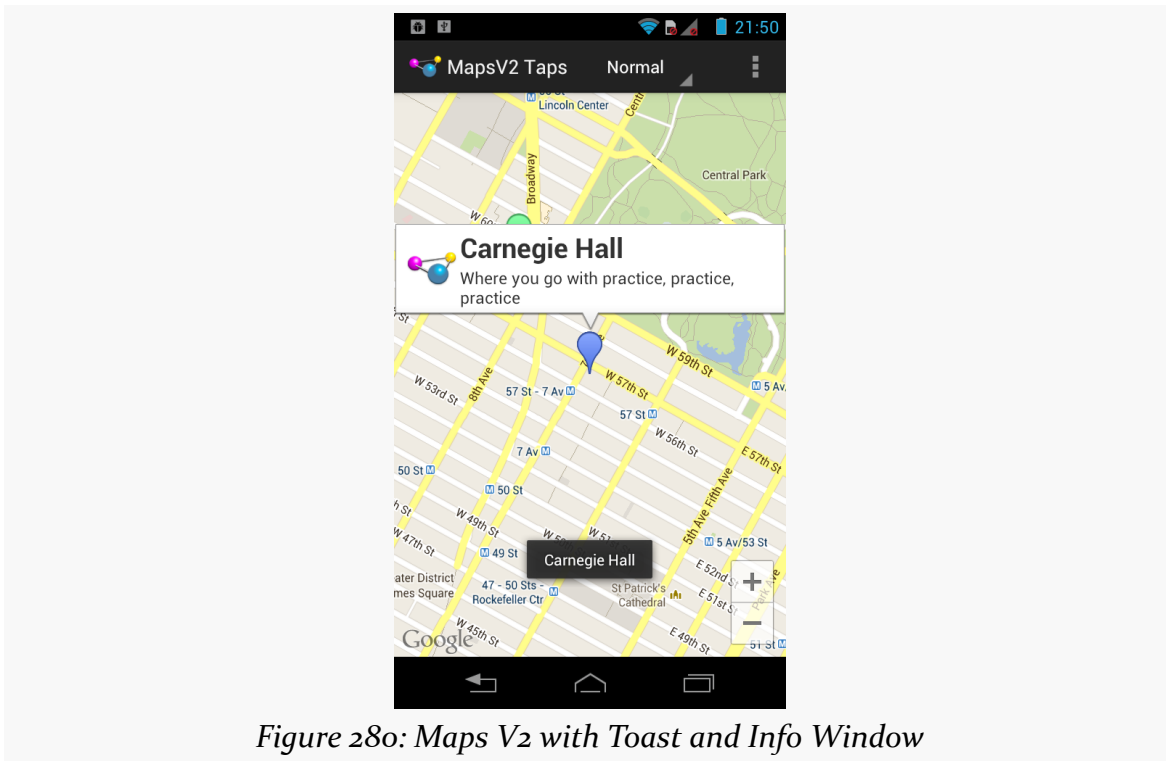 21:50
MapsV2 Taps
Normal
Lincoln Center
Broadway
Central Park
Carnegie Hall
Where you go with practice, practice,
practice
W 59th St
8th Ave
W 57th St
W 53rd St
57 St - 7 Av
5 Av
57 St
W 56th St
7 Av
E 57th St
50 St
50 St
5th Ave
Fifth Ave
W 49th St
W 47th St
5 Av/53 St
49 St
Carnegie Hall
E 52nd
ater District
mes Square
47 - 50 Sts -
Rockefeller Ctr
St Patrick's
Cathedral
E 51st S
Park Ave
+
−
W 45th St
E 49th St
51 St
Google
Figure 280: Maps V2 with Toast and Info Window